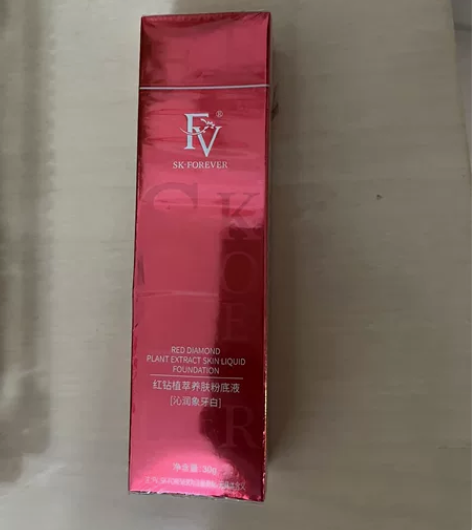 FV®
SK·FOREVER
RED DIAMOND
PLANT EXTRACT SKIN LIQUID
FOUNDATION
红钻植萃养肤粉底液
[沁润象牙白]
净含量: 30g